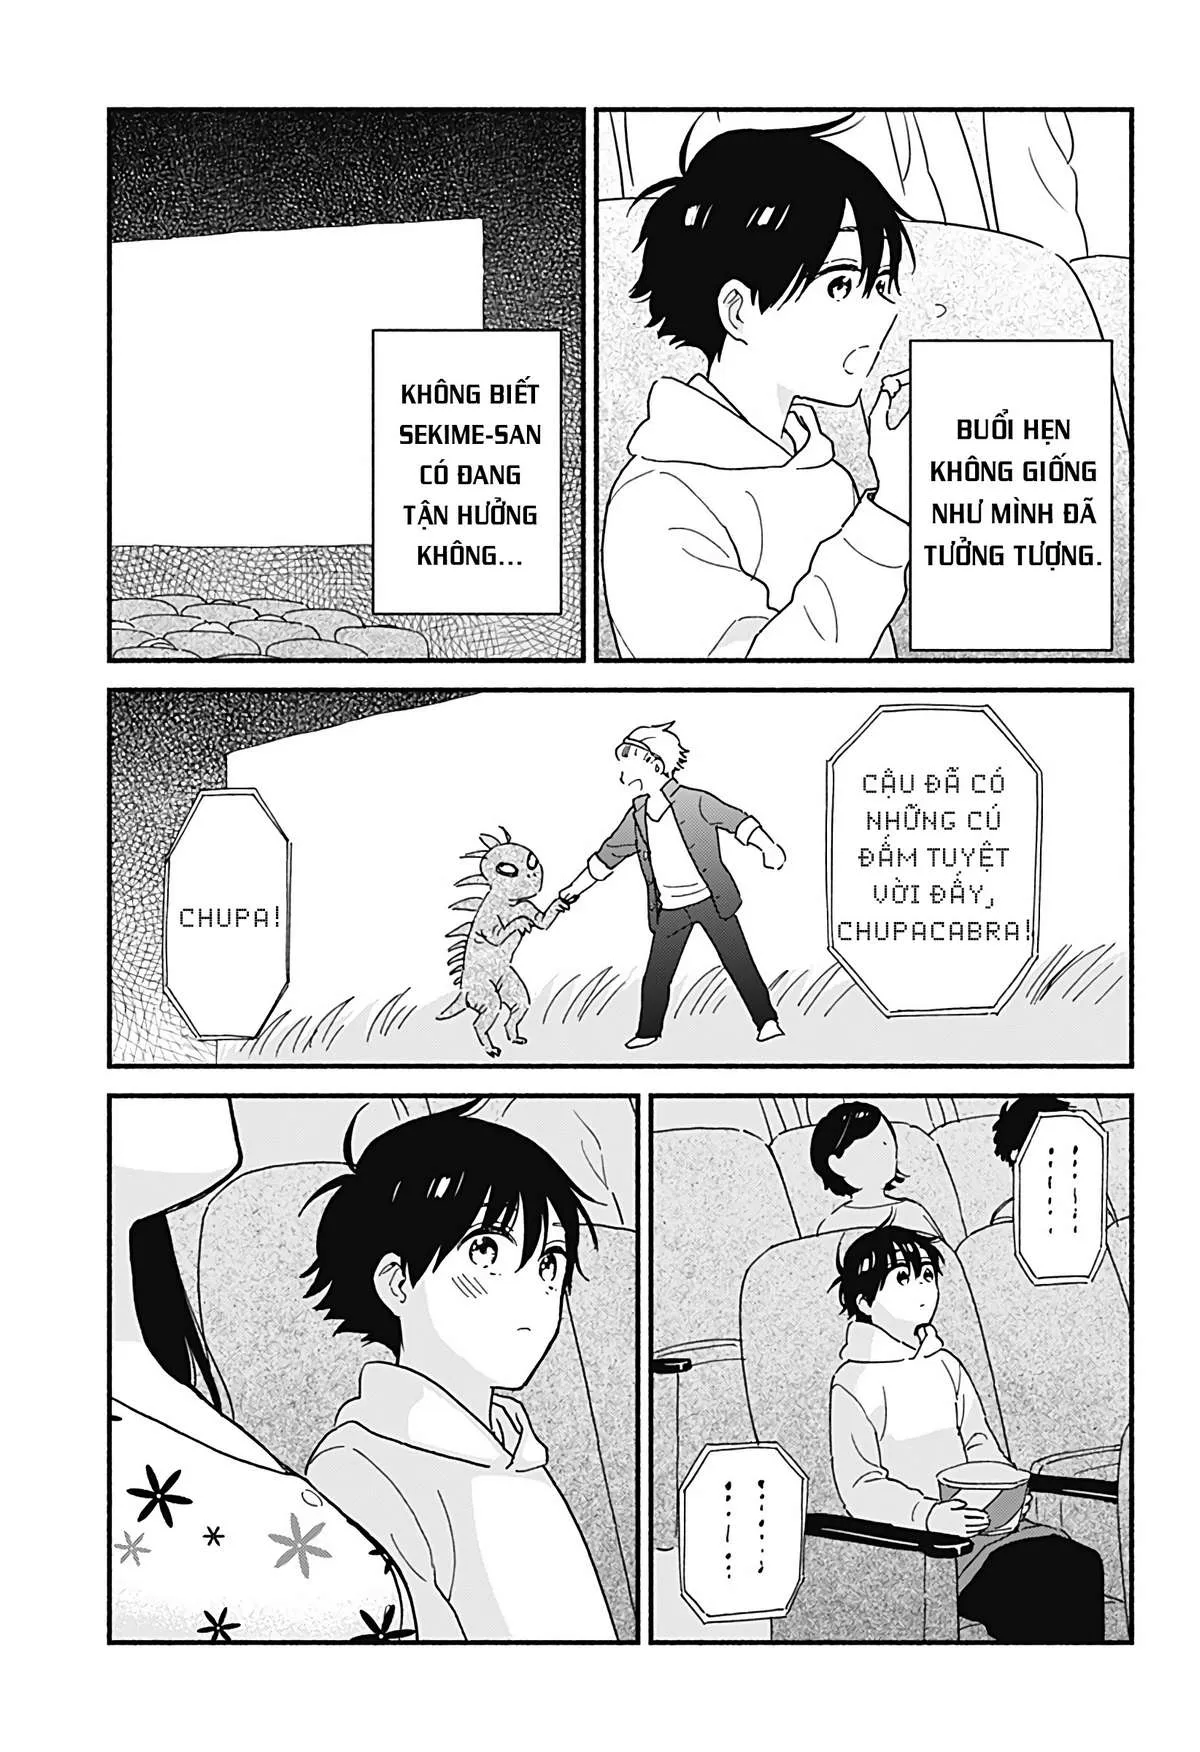 BUỔI HẸN
KHÔNG GIỐNG
NHƯ MÌNH ĐÃ
TƯỞNG TƯỢNG.
KHÔNG BIẾT
SEKIME-SAN
CÓ ĐANG
TẬN HƯỞNG
KHÔNG...
CẬU ĐÃ CÓ
NHỮNG CÚ
ĐẤM TUYỆT
VỜI ĐẤY,
CHUPACABRA!
CHUPA!